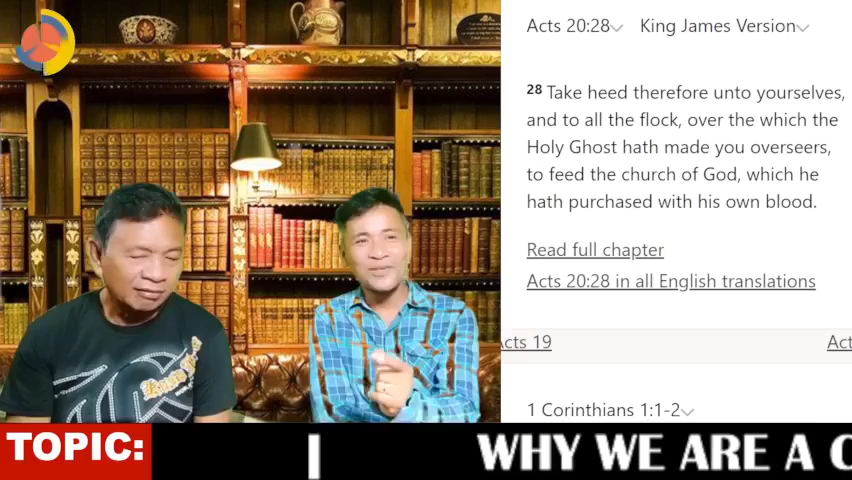 Acts 20:28 King James Version
28 Take heed therefore unto yourselves,
and to all the flock, over the which the
Holy Ghost hath made you overseers,
to feed the church of God, which he
hath purchased with his own blood.
Read full chapter
Acts 20:28 in all English translations
Acts 19 Act
1 Corinthians 1:1-2
TOPIC: WHY WE ARE A C